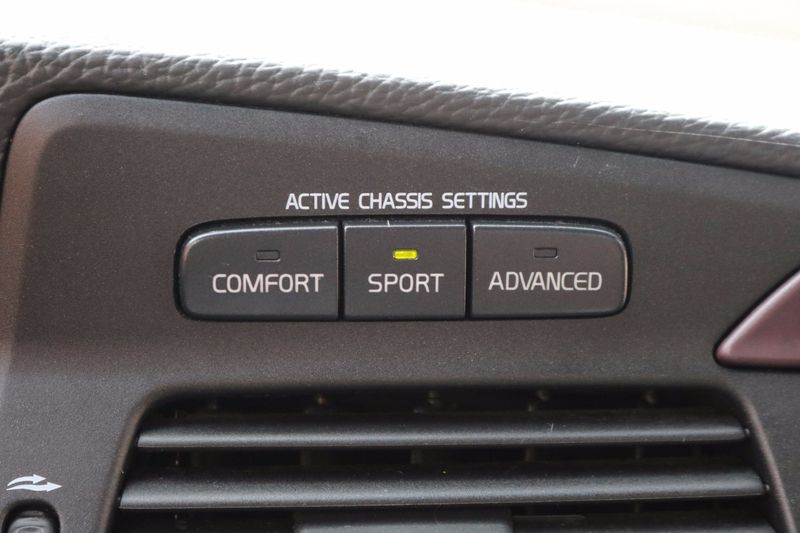 ACTIVE CHASSIS SETTINGS
COMFORT SPORT ADVANCED